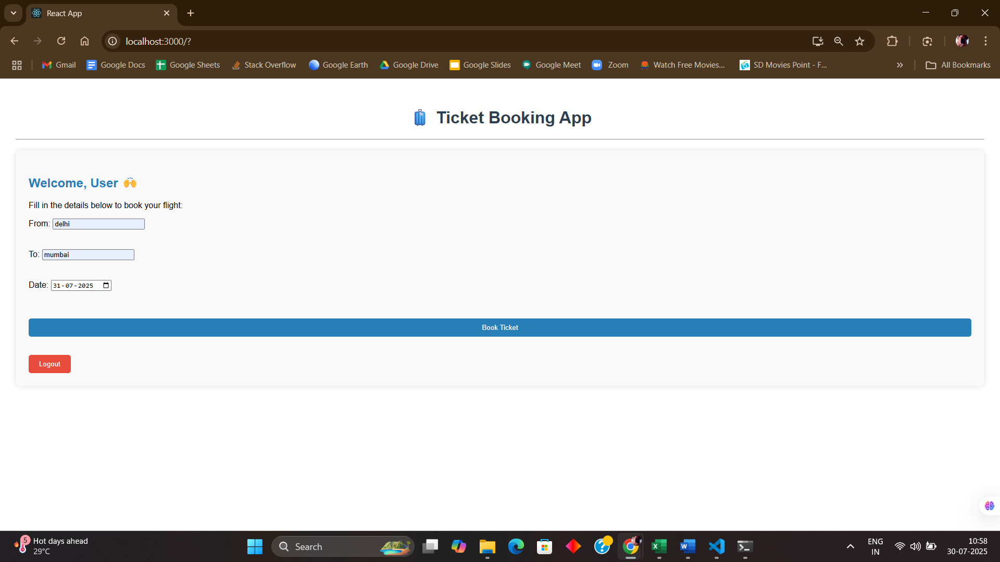 React App
localhost:3000/?
Gmail Google Docs Google Sheets Stack Overflow Google Earth Google Drive Google Slides Google Meet Zoom Watch Free Movies... SD Movies Point - F... All Bookmarks
Ticket Booking App
Welcome, User
Fill in the details below to book your flight:
From: delhi
To: mumbai
Date: 31-07-2025
Book Ticket
Logout
5 Hot days ahead
29°C
Search
ENG
IN
10:58
30-07-2025